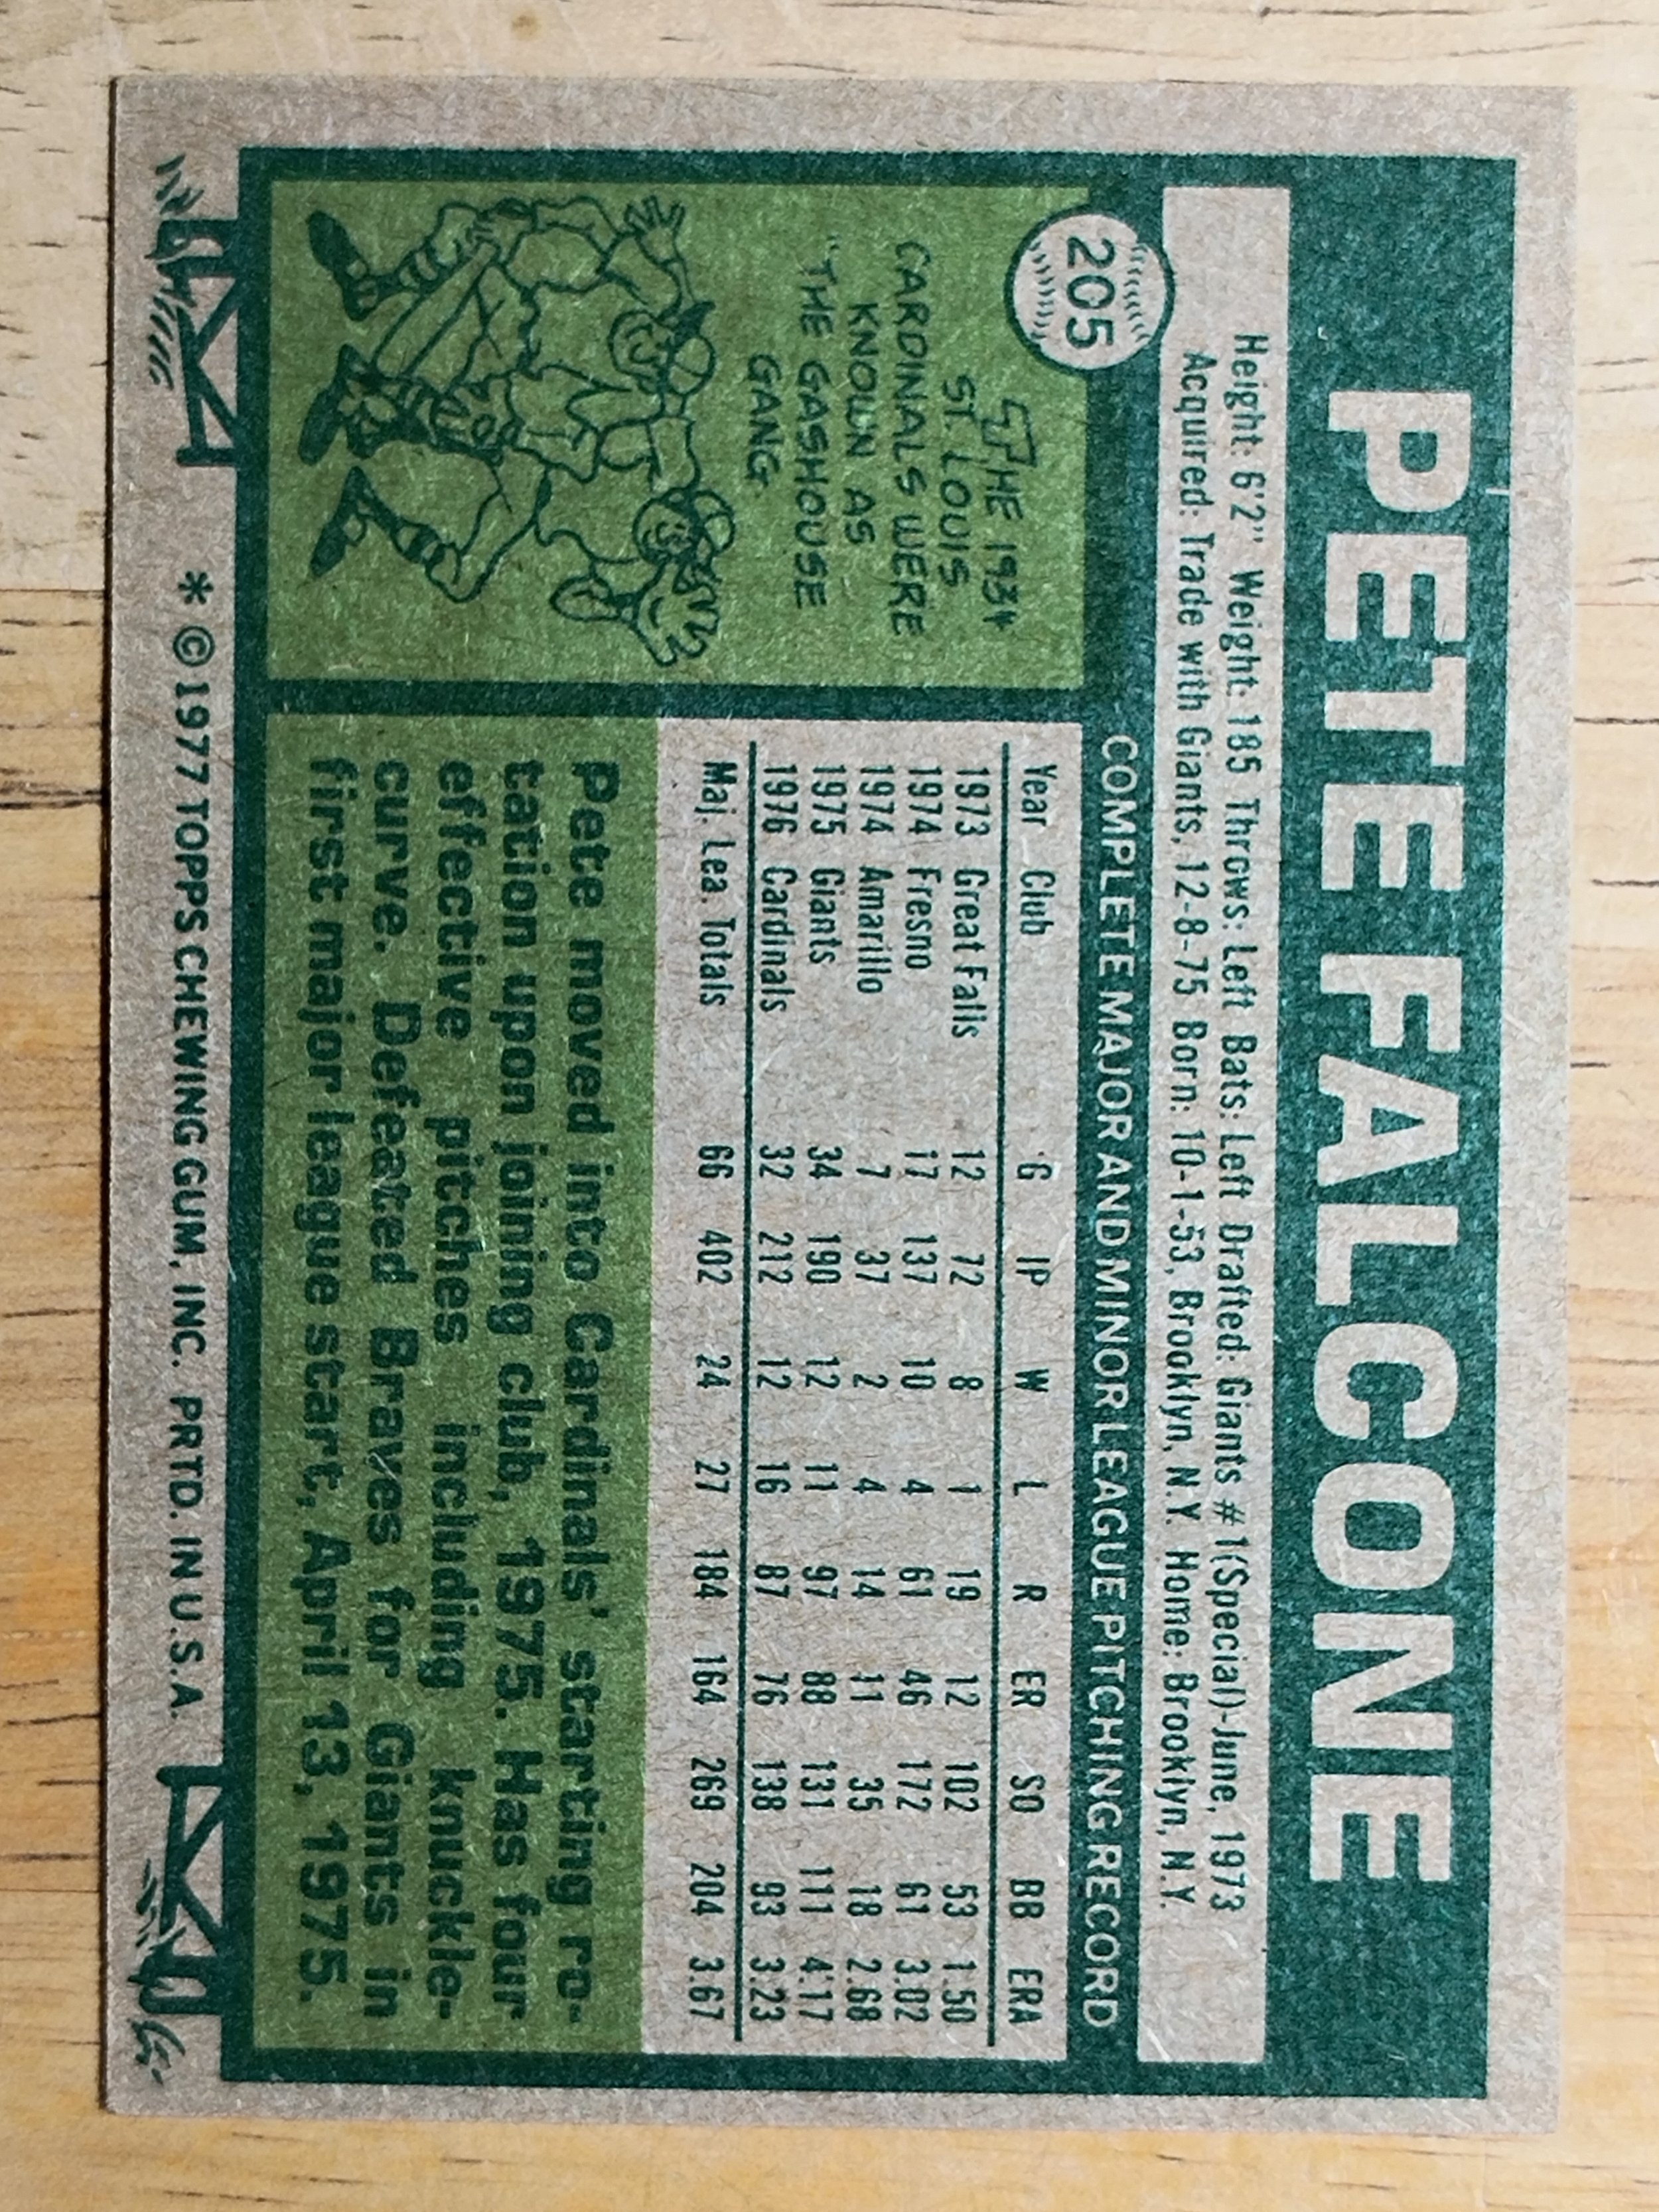 PETE FALCONE
205
Height: 6'2" Weight: 185 Throws: Left Bats: Left Drafted: Giants #1(Special)-June, 1973
Acquired: Trade with Giants, 12-8-75 Born: 10-1-53, Brooklyn, N.Y. Home: Brooklyn, N.Y.
THE 1934
ST. LOUIS
CARDINALS WERE
KNOWN AS
"THE GASHOUSE
GANG
COMPLETE MAJOR AND MINOR LEAGUE PITCHING RECORD
Year Club G IP W L R ER SO BB ERA
1973 Great Falls 12 72 8 1 19 12 102 53 1.50
1974 Fresno 17 137 10 4 61 46 172 61 3.02
1974 Amarillo 7 37 2 4 14 11 35 18 2.68
1975 Giants 34 190 12 11 97 88 131 111 4.17
1976 Cardinals 32 212 12 16 87 76 138 93 3.23
Maj. Lea. Totals 66 402 24 27 184 164 269 204 3.67
Pete moved into Cardinals' starting ro-
tation upon joining club, 1975. Has four
effective pitches including knuckle-
curve. Defeated Braves for Giants in
first major league start, April 13, 1975.
* © 1977 TOPPS CHEWING GUM, INC. PRTD. IN U.S.A.